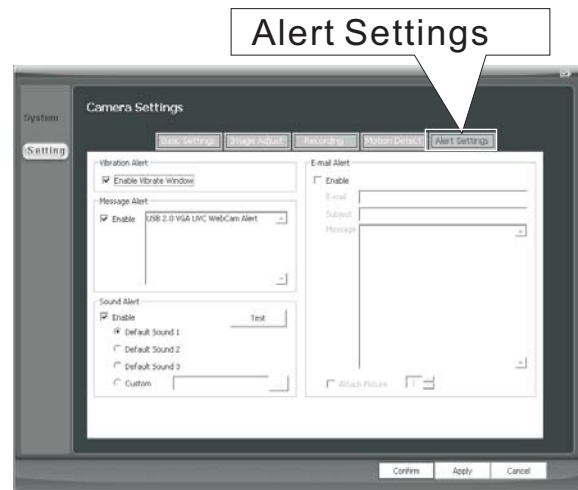 Alert Settings
System
Setting
Camera Settings
Basic Settings
Image Adjust
Recording
Motion Detect
Alert Settings
Vibration Alert
Enable Vibrate Window
Message Alert
Enable
USB 2.0 VGA UVC WebCam Alert
Sound Alert
Enable
Test
Default Sound 1
Default Sound 2
Default Sound 3
Custom
E-mail Alert
Enable
E-mail
Subject
Message
Attach Picture
1
Confirm
Apply
Cancel